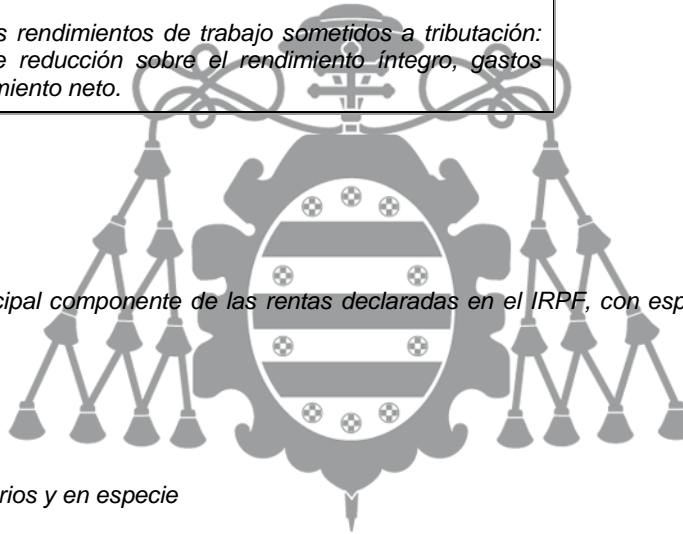 s rendimientos de trabajo sometidos a tributación:
e reducción sobre el rendimiento íntegro, gastos
miento neto.
cipal componente de las rentas declaradas en el IRPF, con esp
rios y en especie